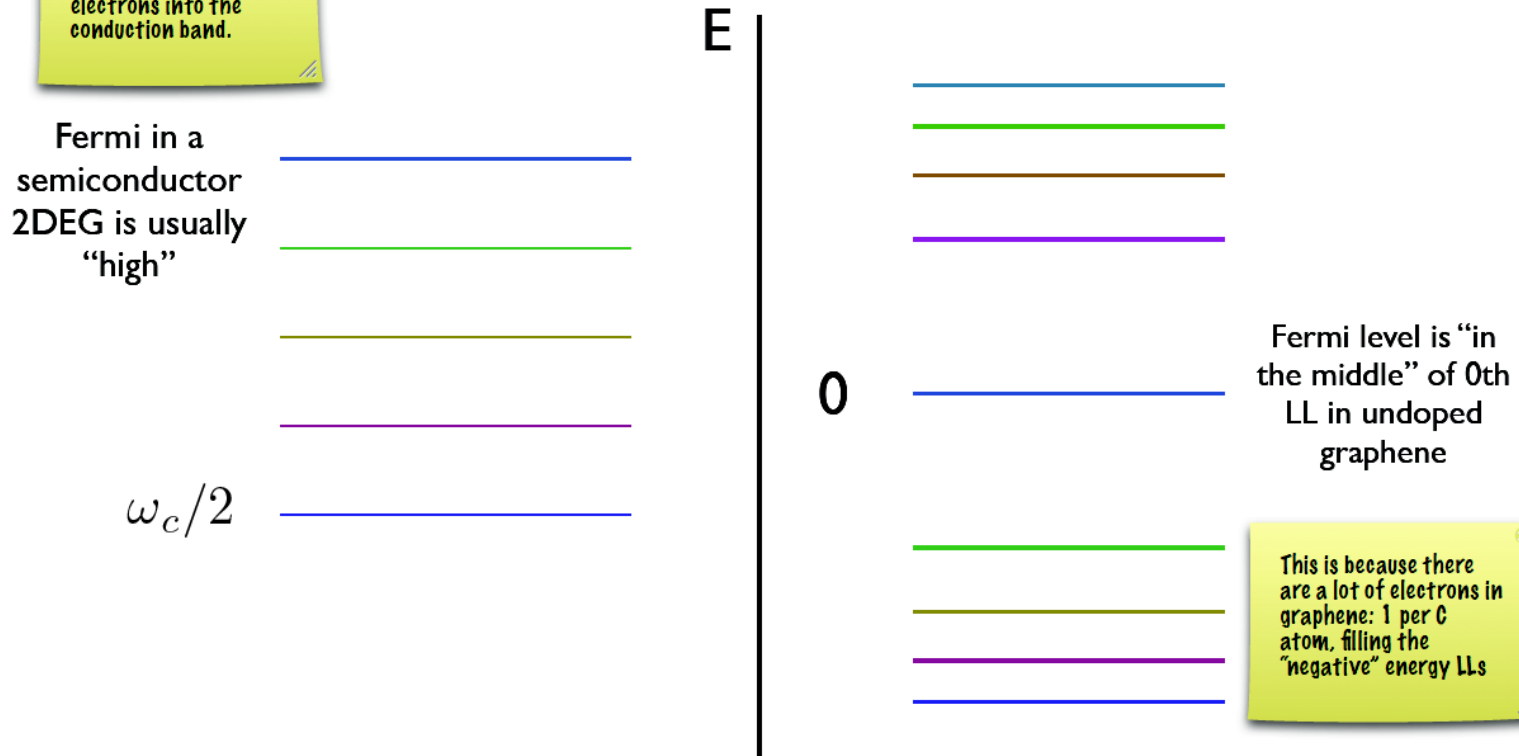 electrons into the
conduction band.
E
Fermi in a
semiconductor
2DEG is usually
“high”
0
Fermi level is “in
the middle” of 0th
LL in undoped
graphene
ω_c/2
This is because there
are a lot of electrons in
graphene: 1 per C
atom, filling the
“negative” energy LLs